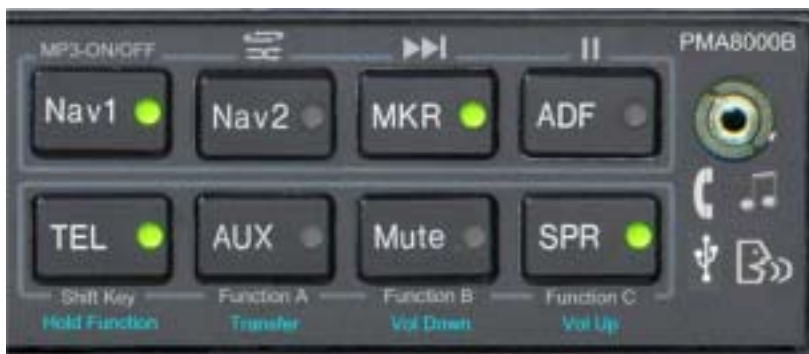 MP3-ON/OFF PMA8000B
Nav1 Nav2 MKR ADF
TEL AUX Mute SPR
Shift Key Function A Function B Function C
Hold Function Transfer Vol Down Vol Up